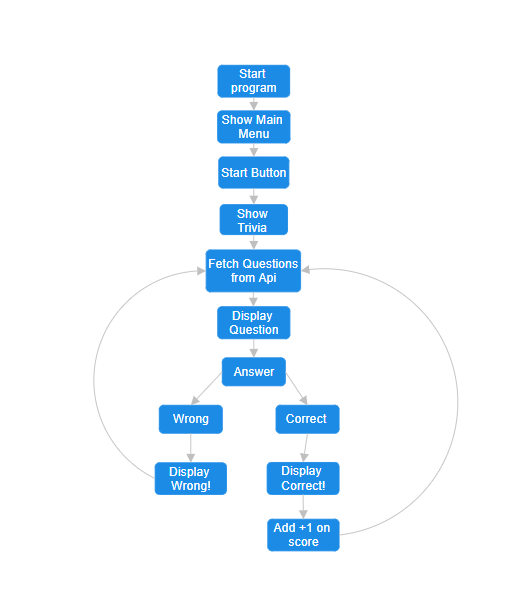 Start
program
Show Main
Menu
Start Button
Show
Trivia
Fetch Questions
from Api
Display
Question
Answer
Wrong
Correct
Display
Wrong!
Display
Correct!
Add +1 on
score